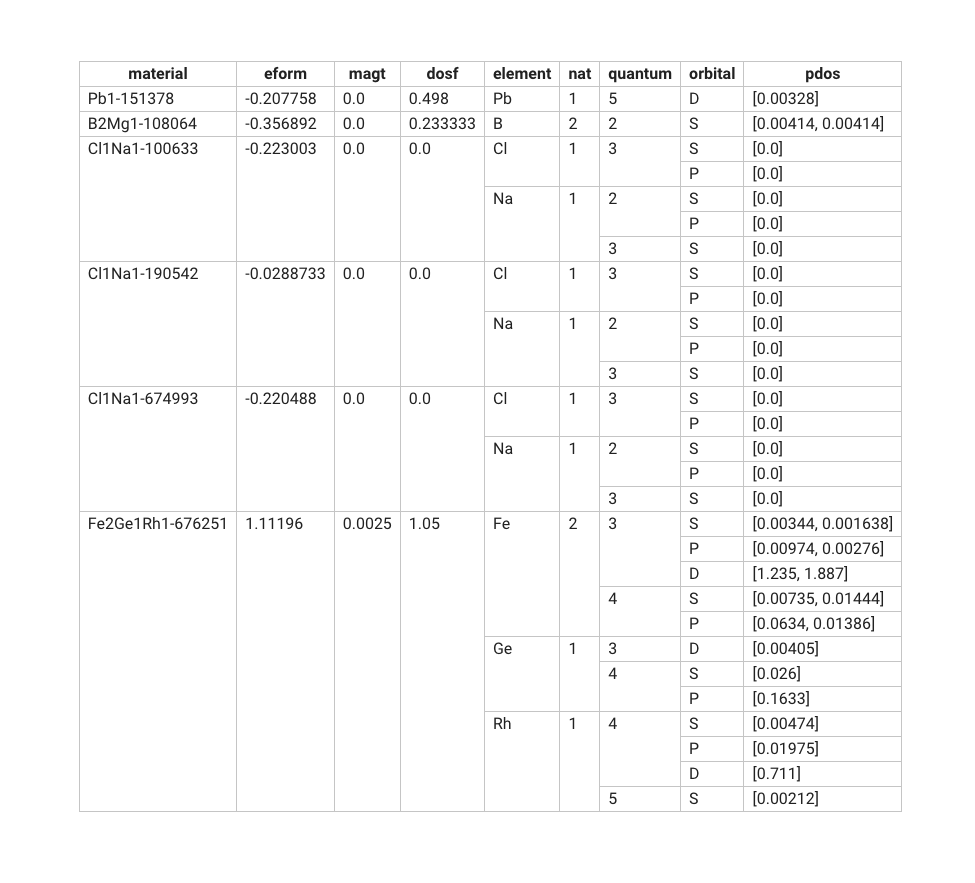 material eform magt dosf element nat quantum orbital pdos
Pb1-151378 -0.207758 0.0 0.498 Pb 1 5 D [0.00328]
B2Mg1-108064 -0.356892 0.0 0.233333 B 2 2 S [0.00414, 0.00414]
Cl1Na1-100633 -0.223003 0.0 0.0 Cl 1 3 S [0.0]
P [0.0]
Na 1 2 S [0.0]
P [0.0]
3 S [0.0]
Cl1Na1-190542 -0.0288733 0.0 0.0 Cl 1 3 S [0.0]
P [0.0]
Na 1 2 S [0.0]
P [0.0]
3 S [0.0]
Cl1Na1-674993 -0.220488 0.0 0.0 Cl 1 3 S [0.0]
P [0.0]
Na 1 2 S [0.0]
P [0.0]
3 S [0.0]
Fe2Ge1Rh1-676251 1.11196 0.0025 1.05 Fe 2 3 S [0.00344, 0.001638]
P [0.00974, 0.00276]
D [1.235, 1.887]
4 S [0.00735, 0.01444]
P [0.0634, 0.01386]
Ge 1 3 D [0.00405]
4 S [0.026]
P [0.1633]
Rh 1 4 S [0.00474]
P [0.01975]
D [0.711]
5 S [0.00212]